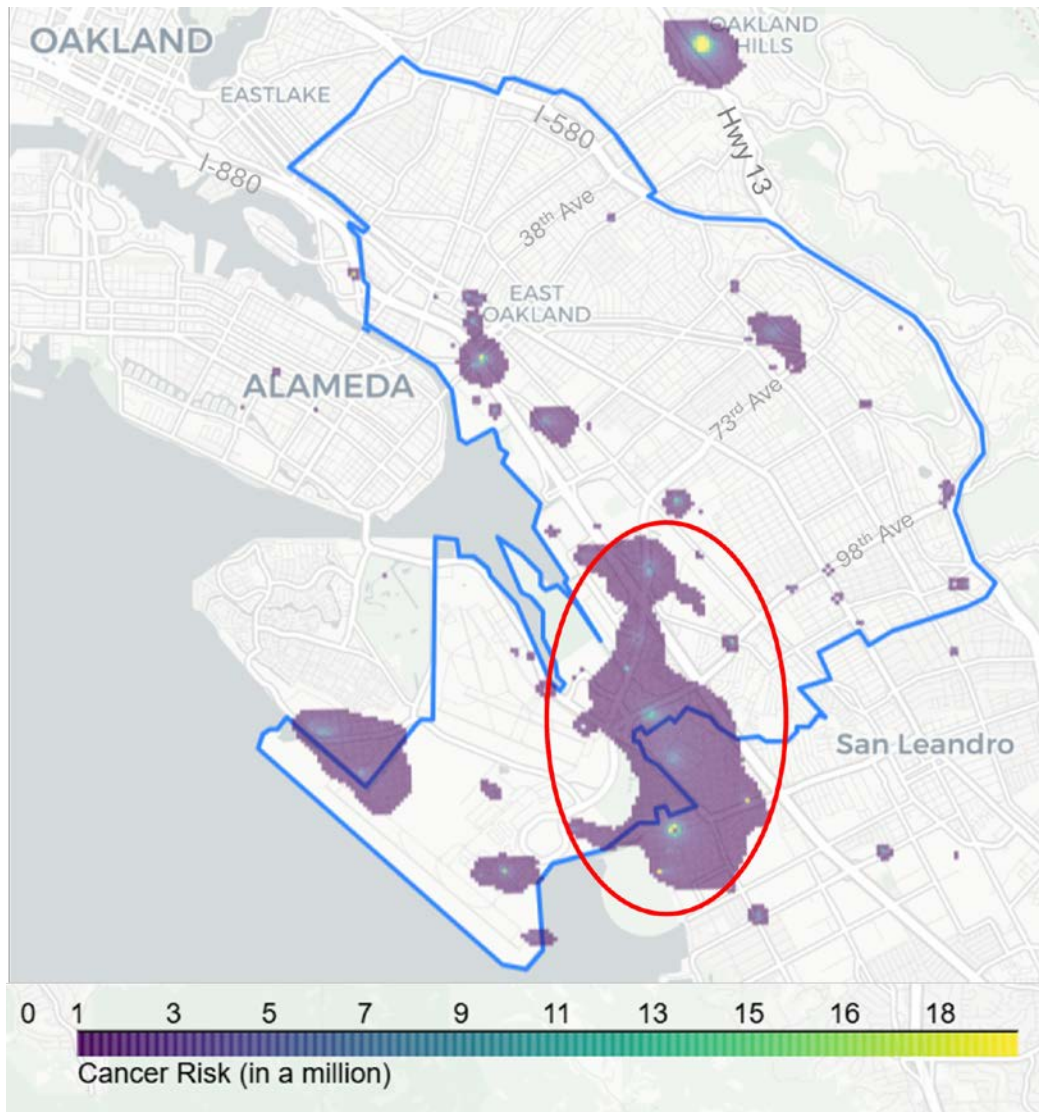 OAKLAND
OAKLAND
HILLS
EASTLAKE
I-580
Hwy 13
I-880
38th Ave
EAST
OAKLAND
ALAMEDA
73rd Ave
98th Ave
San Leandro
0 1 3 5 7 9 11 13 15 16 18
Cancer Risk (in a million)